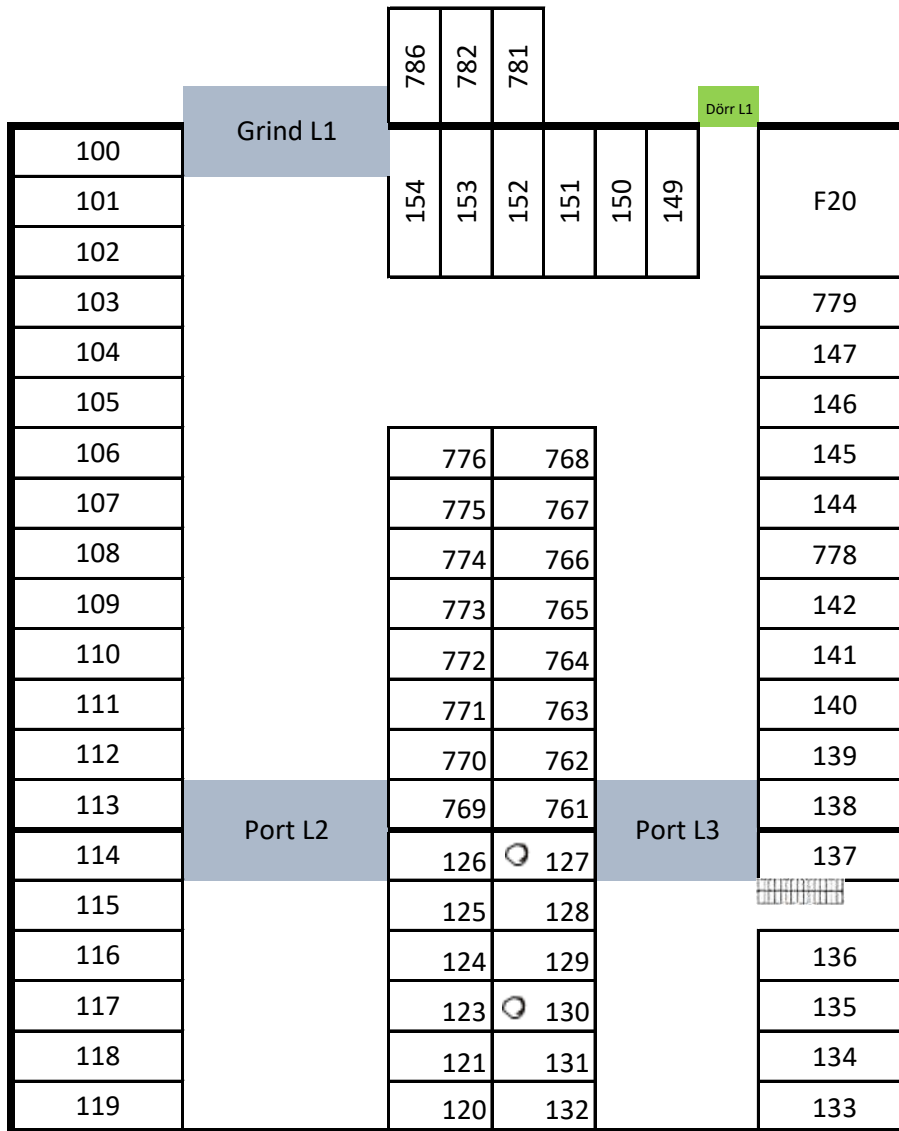 786 782 781
Dörr L1
Grind L1
100
154 153 152 151 150 149
101 F20
102
103 779
104 147
105 146
106 776 768 145
107 775 767 144
108 774 766 778
109 773 765 142
110 772 764 141
111 771 763 140
112 770 762 139
113 769 761 138
Port L2 Port L3
114 126 127 137
115 125 128
116 124 129 136
117 123 130 135
118 121 131 134
119 120 132 133